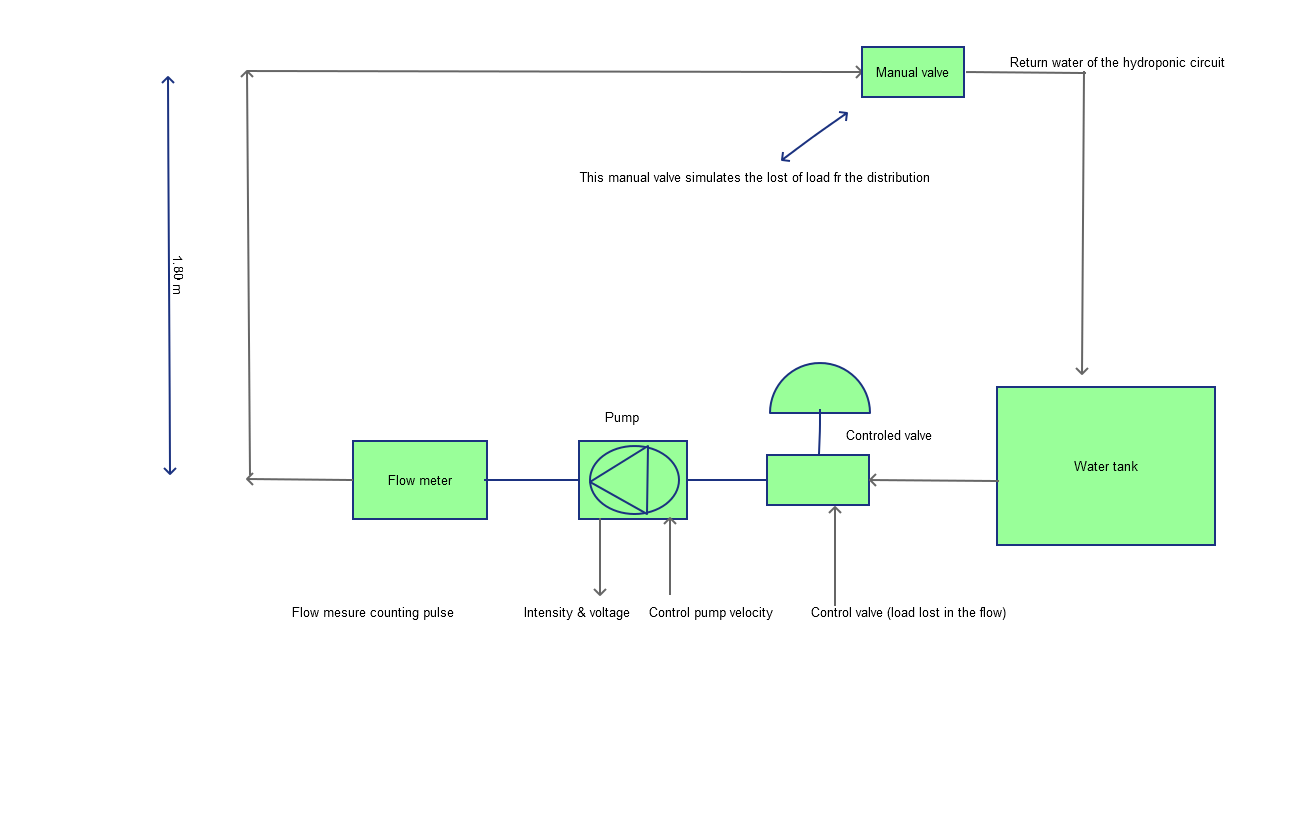 Return water of the hydroponic circuit
Manual valve
This manual valve simulates the lost of load fr the distribution
1.80 m
Pump
Controled valve
Water tank
Flow meter
Flow mesure counting pulse
Intensity & voltage
Control pump velocity
Control valve (load lost in the flow)